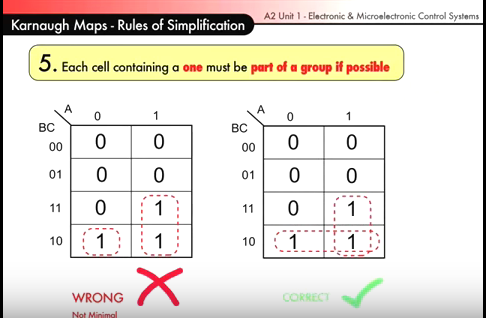 A2 Unit 1 - Electronic & Microelectronic Control Systems
Karnaugh Maps - Rules of Simplification
5. Each cell containing a one must be part of a group if possible
A 0 1
BC
00 0 0
01 0 0
11 0 1
10 1 1
A 0 1
BC
00 0 0
01 0 0
11 0 1
10 1 1
WRONG
Not Minimal
CORRECT